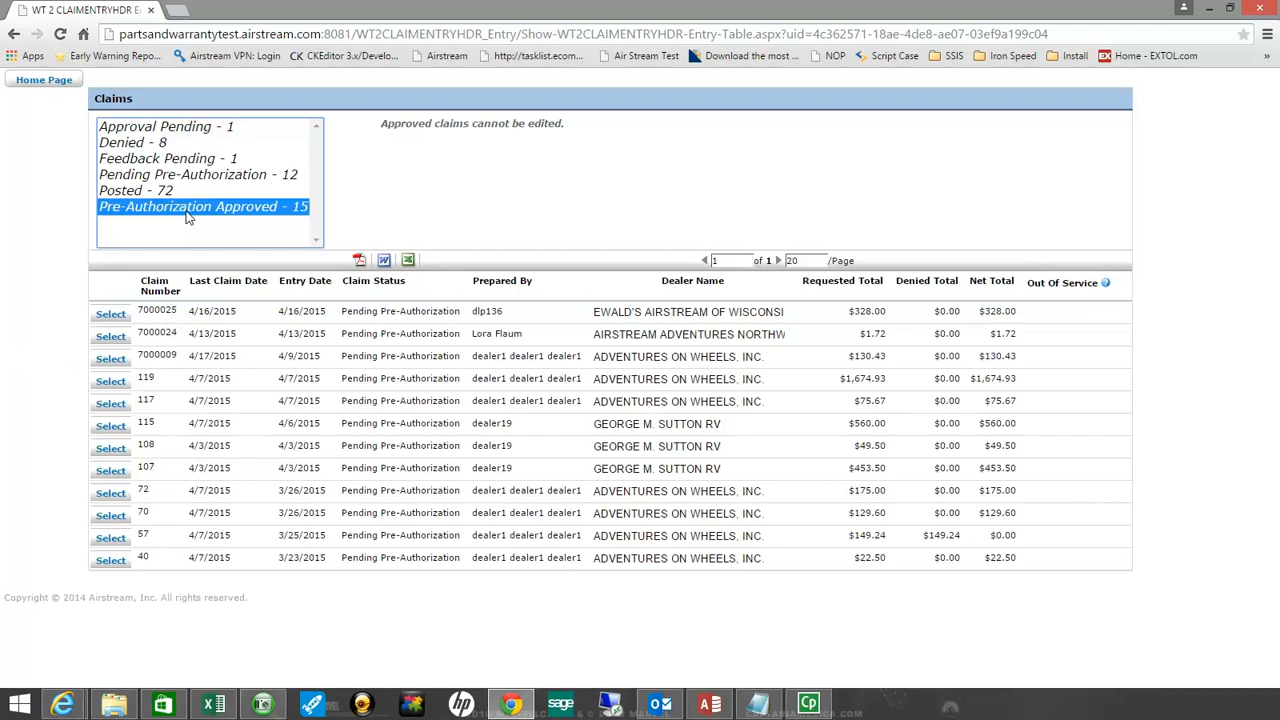 WT 2 CLAIMENTRYHDR E
partsandwarrantytest.airstream.com:8081/WT2CLAIMENTRYHDR_Entry/Show-WT2CLAIMENTRYHDR-Entry-Table.aspx?uid=4c362571-18ae-4de8-ae07-03ef9a199c04
Apps Early Warning Repo... Airstream VPN: Login CK CKEditor 3.x/Develo... Airstream http://tasklist.ecom... Air Stream Test Download the most ... NOP Script Case SSIS Iron Speed Install Home - EXTOL.com »
Home Page
Claims
Approval Pending - 1
Approved claims cannot be edited.
Denied - 8
Feedback Pending - 1
Pending Pre-Authorization - 12
Posted - 72
Pre-Authorization Approved - 15
1 of 1 20 /Page
Claim Number Last Claim Date Entry Date Claim Status Prepared By Dealer Name Requested Total Denied Total Net Total Out Of Service ?
Select 7000025 4/16/2015 4/16/2015 Pending Pre-Authorization dlp136 EWALD'S AIRSTREAM OF WISCONSI $328.00 $0.00 $328.00
Select 7000024 4/13/2015 4/13/2015 Pending Pre-Authorization Lora Flaum AIRSTREAM ADVENTURES NORTHW $1.72 $0.00 $1.72
Select 7000009 4/17/2015 4/9/2015 Pending Pre-Authorization dealer1 dealer1 dealer1 ADVENTURES ON WHEELS, INC. $130.43 $0.00 $130.43
Select 119 4/7/2015 4/7/2015 Pending Pre-Authorization dealer1 dealer1 dealer1 ADVENTURES ON WHEELS, INC. $1,674.93 $0.00 $1,674.93
Select 117 4/7/2015 4/7/2015 Pending Pre-Authorization dealer1 dealer1 dealer1 ADVENTURES ON WHEELS, INC. $75.67 $0.00 $75.67
Select 115 4/7/2015 4/6/2015 Pending Pre-Authorization dealer19 GEORGE M. SUTTON RV $560.00 $0.00 $560.00
Select 108 4/3/2015 4/3/2015 Pending Pre-Authorization dealer19 GEORGE M. SUTTON RV $49.50 $0.00 $49.50
Select 107 4/3/2015 4/3/2015 Pending Pre-Authorization dealer19 GEORGE M. SUTTON RV $453.50 $0.00 $453.50
Select 72 4/7/2015 3/26/2015 Pending Pre-Authorization dealer1 dealer1 dealer1 ADVENTURES ON WHEELS, INC. $175.00 $0.00 $175.00
Select 70 4/7/2015 3/26/2015 Pending Pre-Authorization dealer1 dealer1 dealer1 ADVENTURES ON WHEELS, INC. $129.60 $0.00 $129.60
Select 57 4/7/2015 3/25/2015 Pending Pre-Authorization dealer1 dealer1 dealer1 ADVENTURES ON WHEELS, INC. $149.24 $149.24 $0.00
Select 40 4/7/2015 3/23/2015 Pending Pre-Authorization dealer1 dealer1 dealer1 ADVENTURES ON WHEELS, INC. $22.50 $0.00 $22.50
Copyright © 2014 Airstream, Inc. All rights reserved.
hp sage Cp